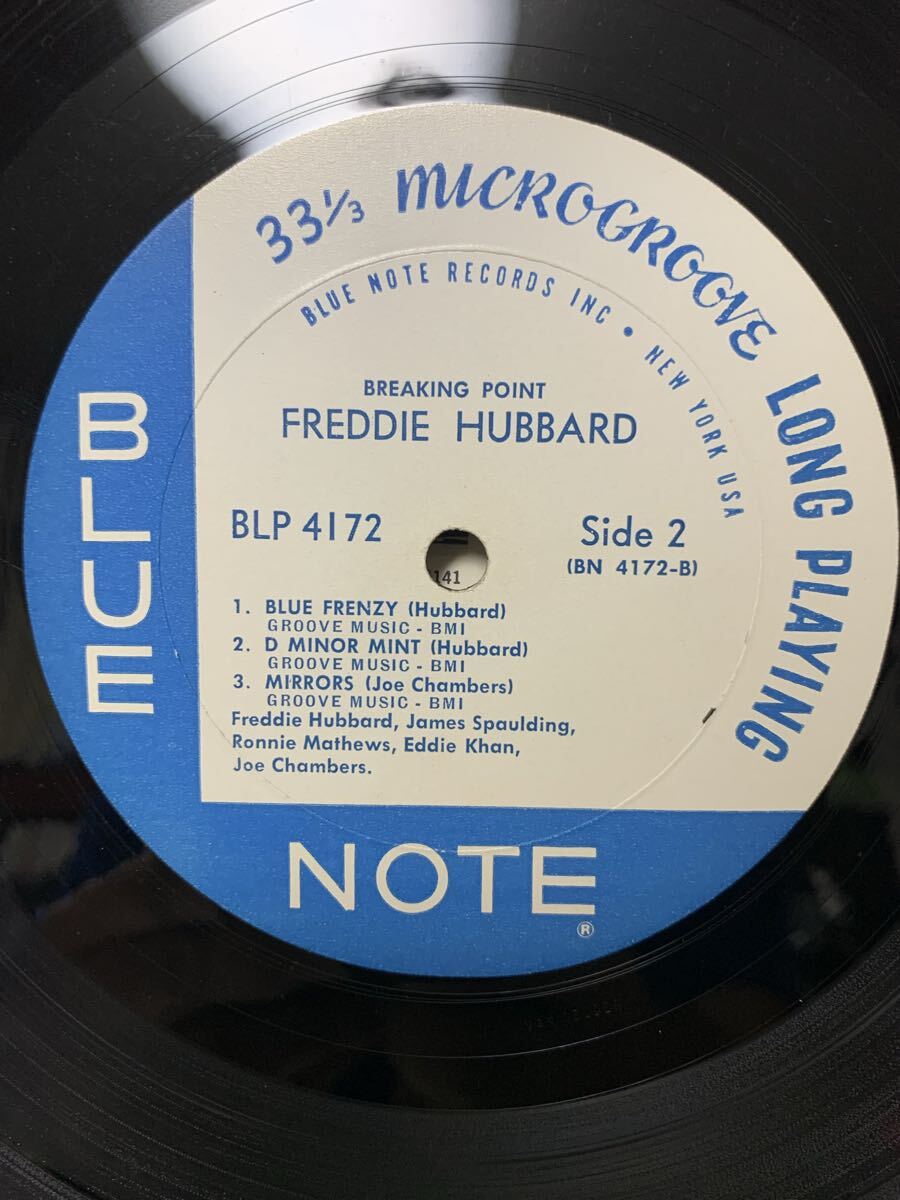 33⅓ MICROGROOVE LONG PLAYING
BLUE NOTE RECORDS INC • NEW YORK USA
BREAKING POINT
FREDDIE HUBBARD
BLP 4172
Side 2
(BN 4172-B)
141
1. BLUE FRENZY (Hubbard)
GROOVE MUSIC - BMI
2. D MINOR MINT (Hubbard)
GROOVE MUSIC - BMI
3. MIRRORS (Joe Chambers)
GROOVE MUSIC - BMI
Freddie Hubbard, James Spaulding,
Ronnie Mathews, Eddie Khan,
Joe Chambers.
BLUE
NOTE
®